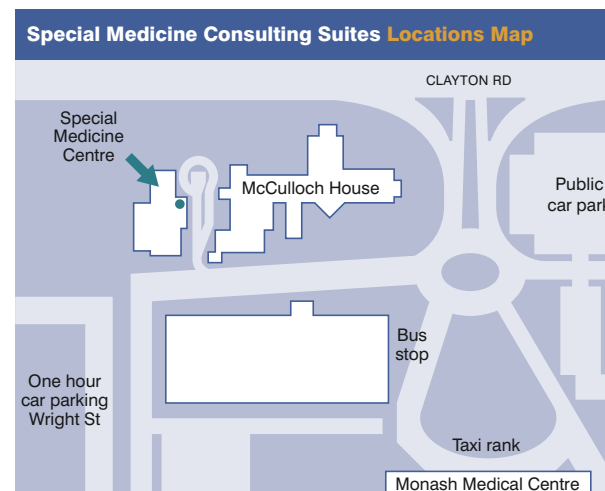 Special Medicine Consulting Suites Locations Map
CLAYTON RD
Special
Medicine
Centre
McCulloch House
Public
car park
Bus
stop
One hour
car parking
Wright St
Taxi rank
Monash Medical Centre